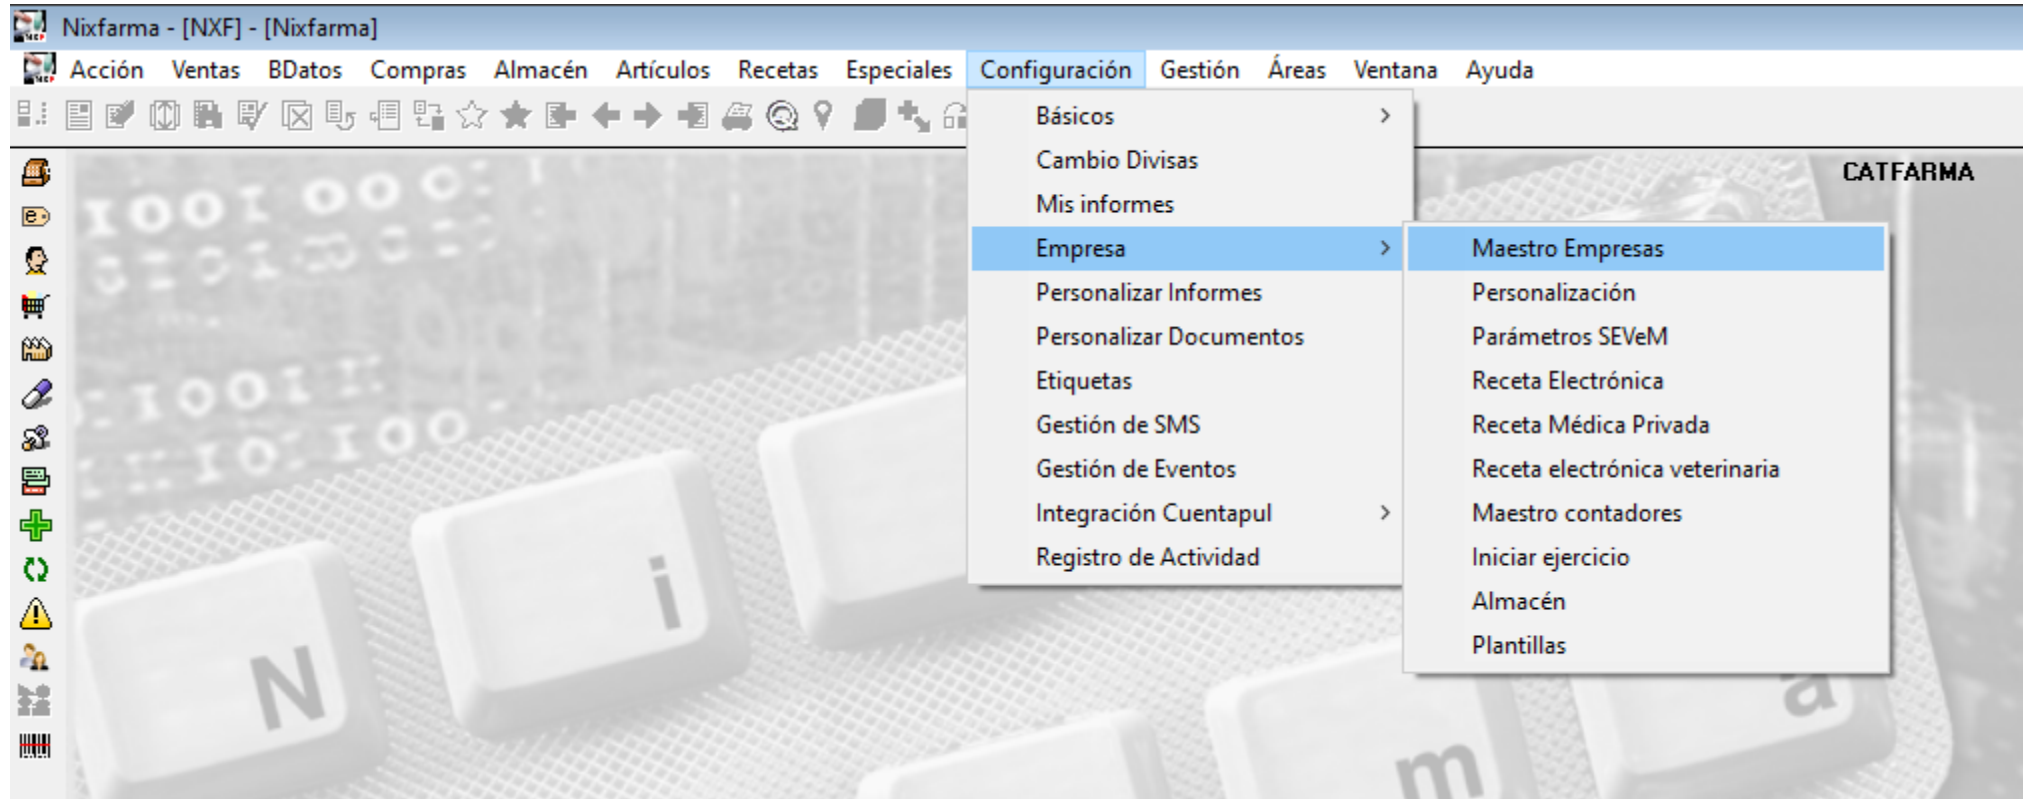 Nixfarma - [NXF] - [Nixfarma]
Acción Ventas BDatos Compras Almacén Artículos Recetas Especiales Configuración Gestión Áreas Ventana Ayuda
CATFARMA
Básicos
Cambio Divisas
Mis informes
Empresa
Personalizar Informes
Personalizar Documentos
Etiquetas
Gestión de SMS
Gestión de Eventos
Integración Cuentapul
Registro de Actividad
Maestro Empresas
Personalización
Parámetros SEVeM
Receta Electrónica
Receta Médica Privada
Receta electrónica veterinaria
Maestro contadores
Iniciar ejercicio
Almacén
Plantillas
N i
m a